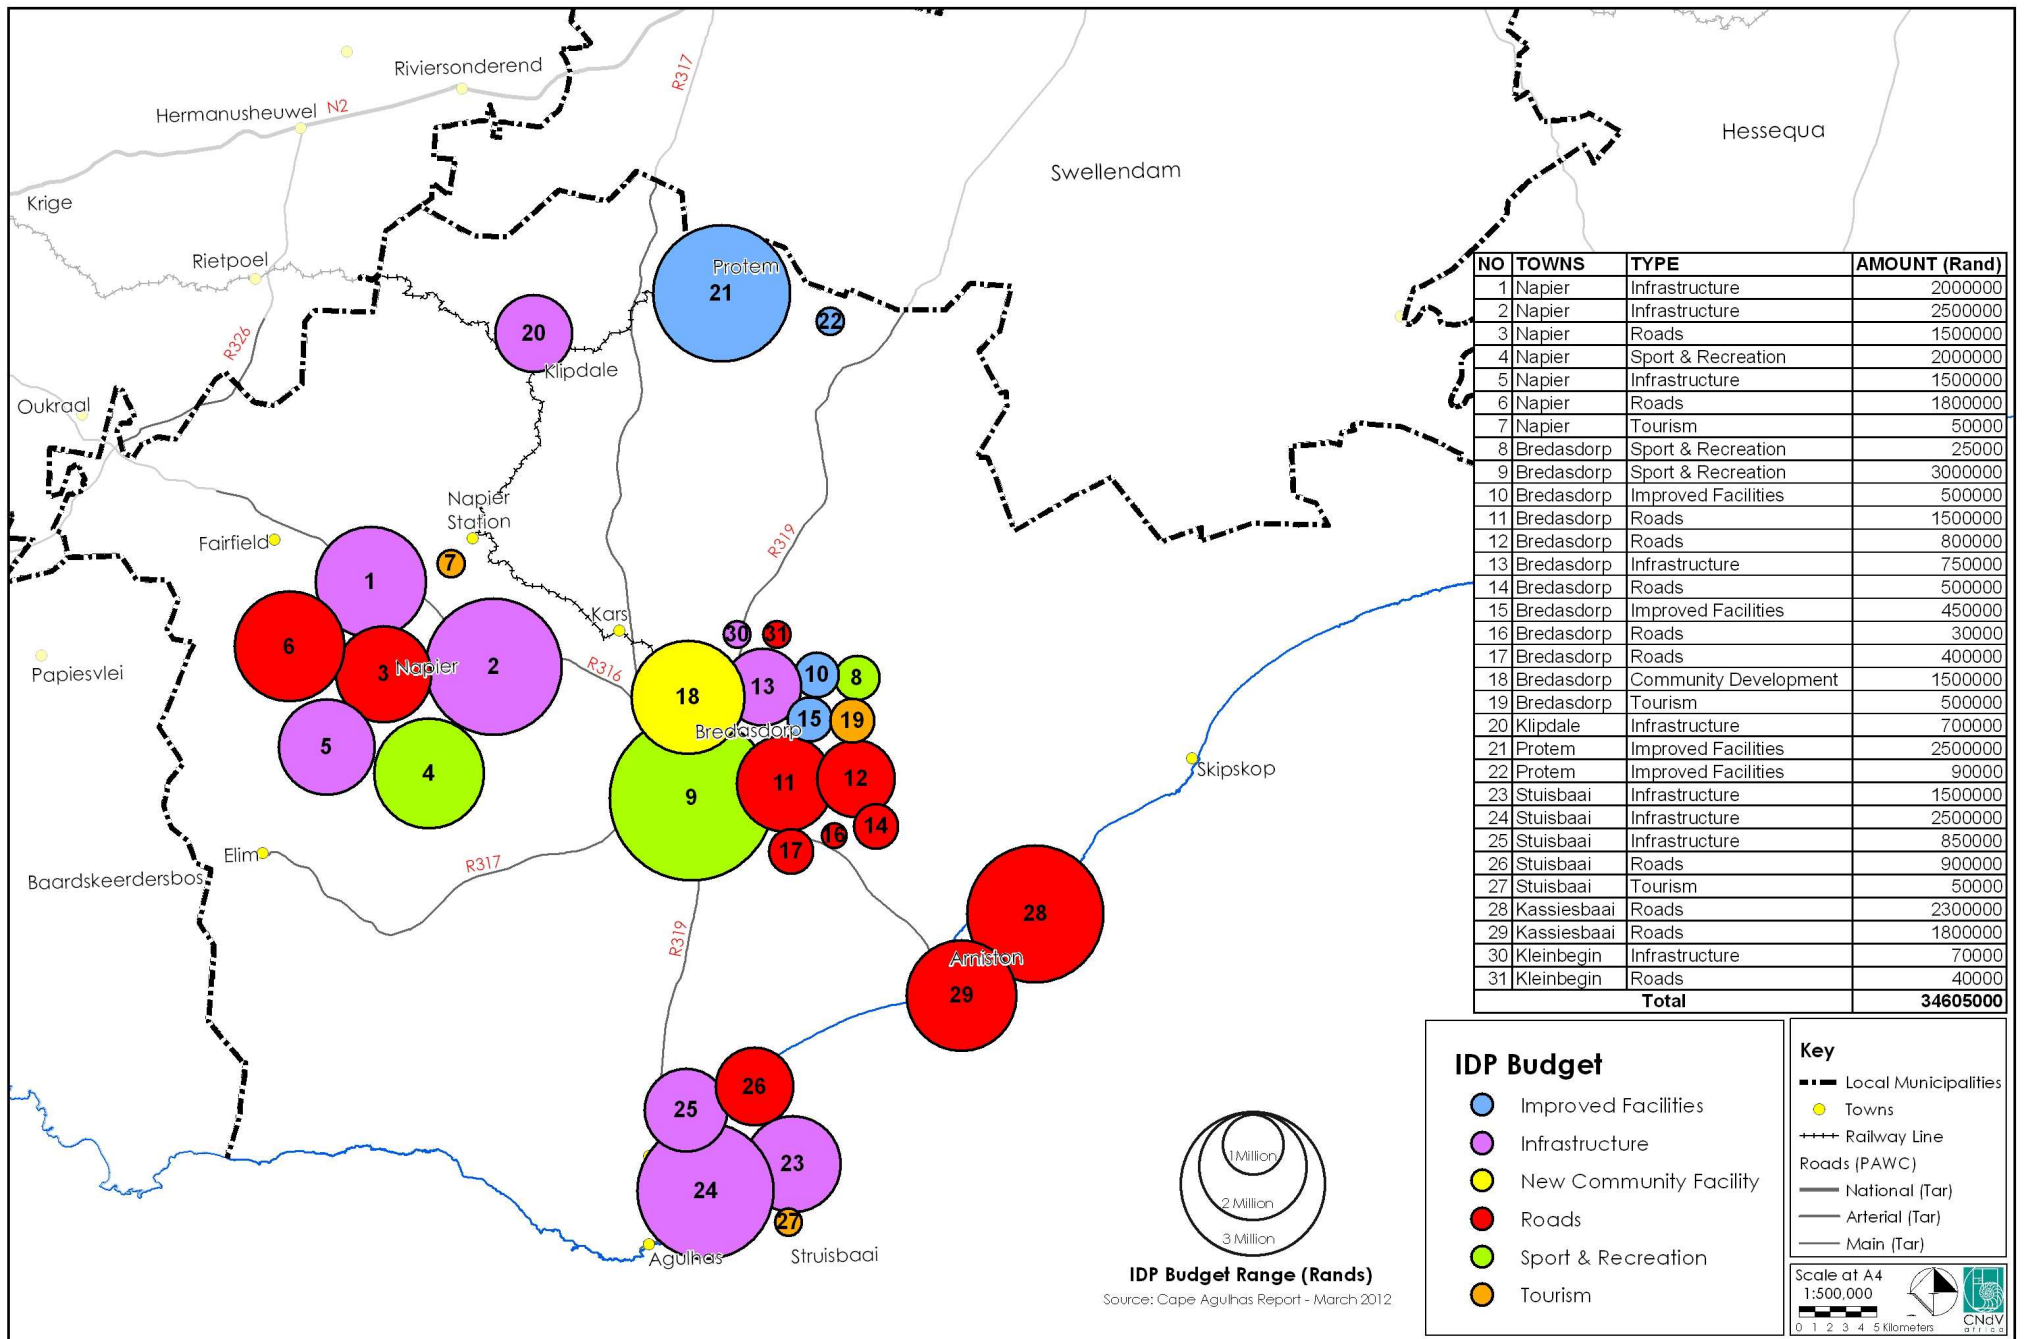 Riviersonderend
R317
Hermanusheuwel
N2
Hessequa
Swellendam
Krige
Rietpoel
Protem
21
22
20
Klipdale
R326
Oukraal
Napier
Station
Fairfield
R319
7
1
Kars
30
31
6
3
Napier
2
R316
Papiesvlei
18
13
10
8
15
19
Bredasdorp
5
4
9
11
12
14
16
17
Skipskop
Elim
R317
Baardskeerdersbos
28
R319
Arniston
29
26
25
23
24
27
Agulhas
Struisbaai
NO TOWNS TYPE AMOUNT (Rand)
1 Napier Infrastructure 2000000
2 Napier Infrastructure 2500000
3 Napier Roads 1500000
4 Napier Sport & Recreation 2000000
5 Napier Infrastructure 1500000
6 Napier Roads 1800000
7 Napier Tourism 50000
8 Bredasdorp Sport & Recreation 25000
9 Bredasdorp Sport & Recreation 3000000
10 Bredasdorp Improved Facilities 500000
11 Bredasdorp Roads 1500000
12 Bredasdorp Roads 800000
13 Bredasdorp Infrastructure 750000
14 Bredasdorp Roads 500000
15 Bredasdorp Improved Facilities 450000
16 Bredasdorp Roads 30000
17 Bredasdorp Roads 400000
18 Bredasdorp Community Development 1500000
19 Bredasdorp Tourism 500000
20 Klipdale Infrastructure 700000
21 Protem Improved Facilities 2500000
22 Protem Improved Facilities 90000
23 Stuisbaai Infrastructure 1500000
24 Stuisbaai Infrastructure 2500000
25 Stuisbaai Infrastructure 850000
26 Stuisbaai Roads 900000
27 Stuisbaai Tourism 50000
28 Kassiesbaai Roads 2300000
29 Kassiesbaai Roads 1800000
30 Kleinbegin Infrastructure 70000
31 Kleinbegin Roads 40000
Total 34605000
1 Million
2 Million
3 Million
IDP Budget Range (Rands)
Source: Cape Agulhas Report - March 2012
IDP Budget
Improved Facilities
Infrastructure
New Community Facility
Roads
Sport & Recreation
Tourism
Key
Local Municipalities
Towns
Railway Line
Roads (PAWC)
National (Tar)
Arterial (Tar)
Main (Tar)
Scale at A4
1:500,000
0 1 2 3 4 5 Kilometers
CNdV
africa